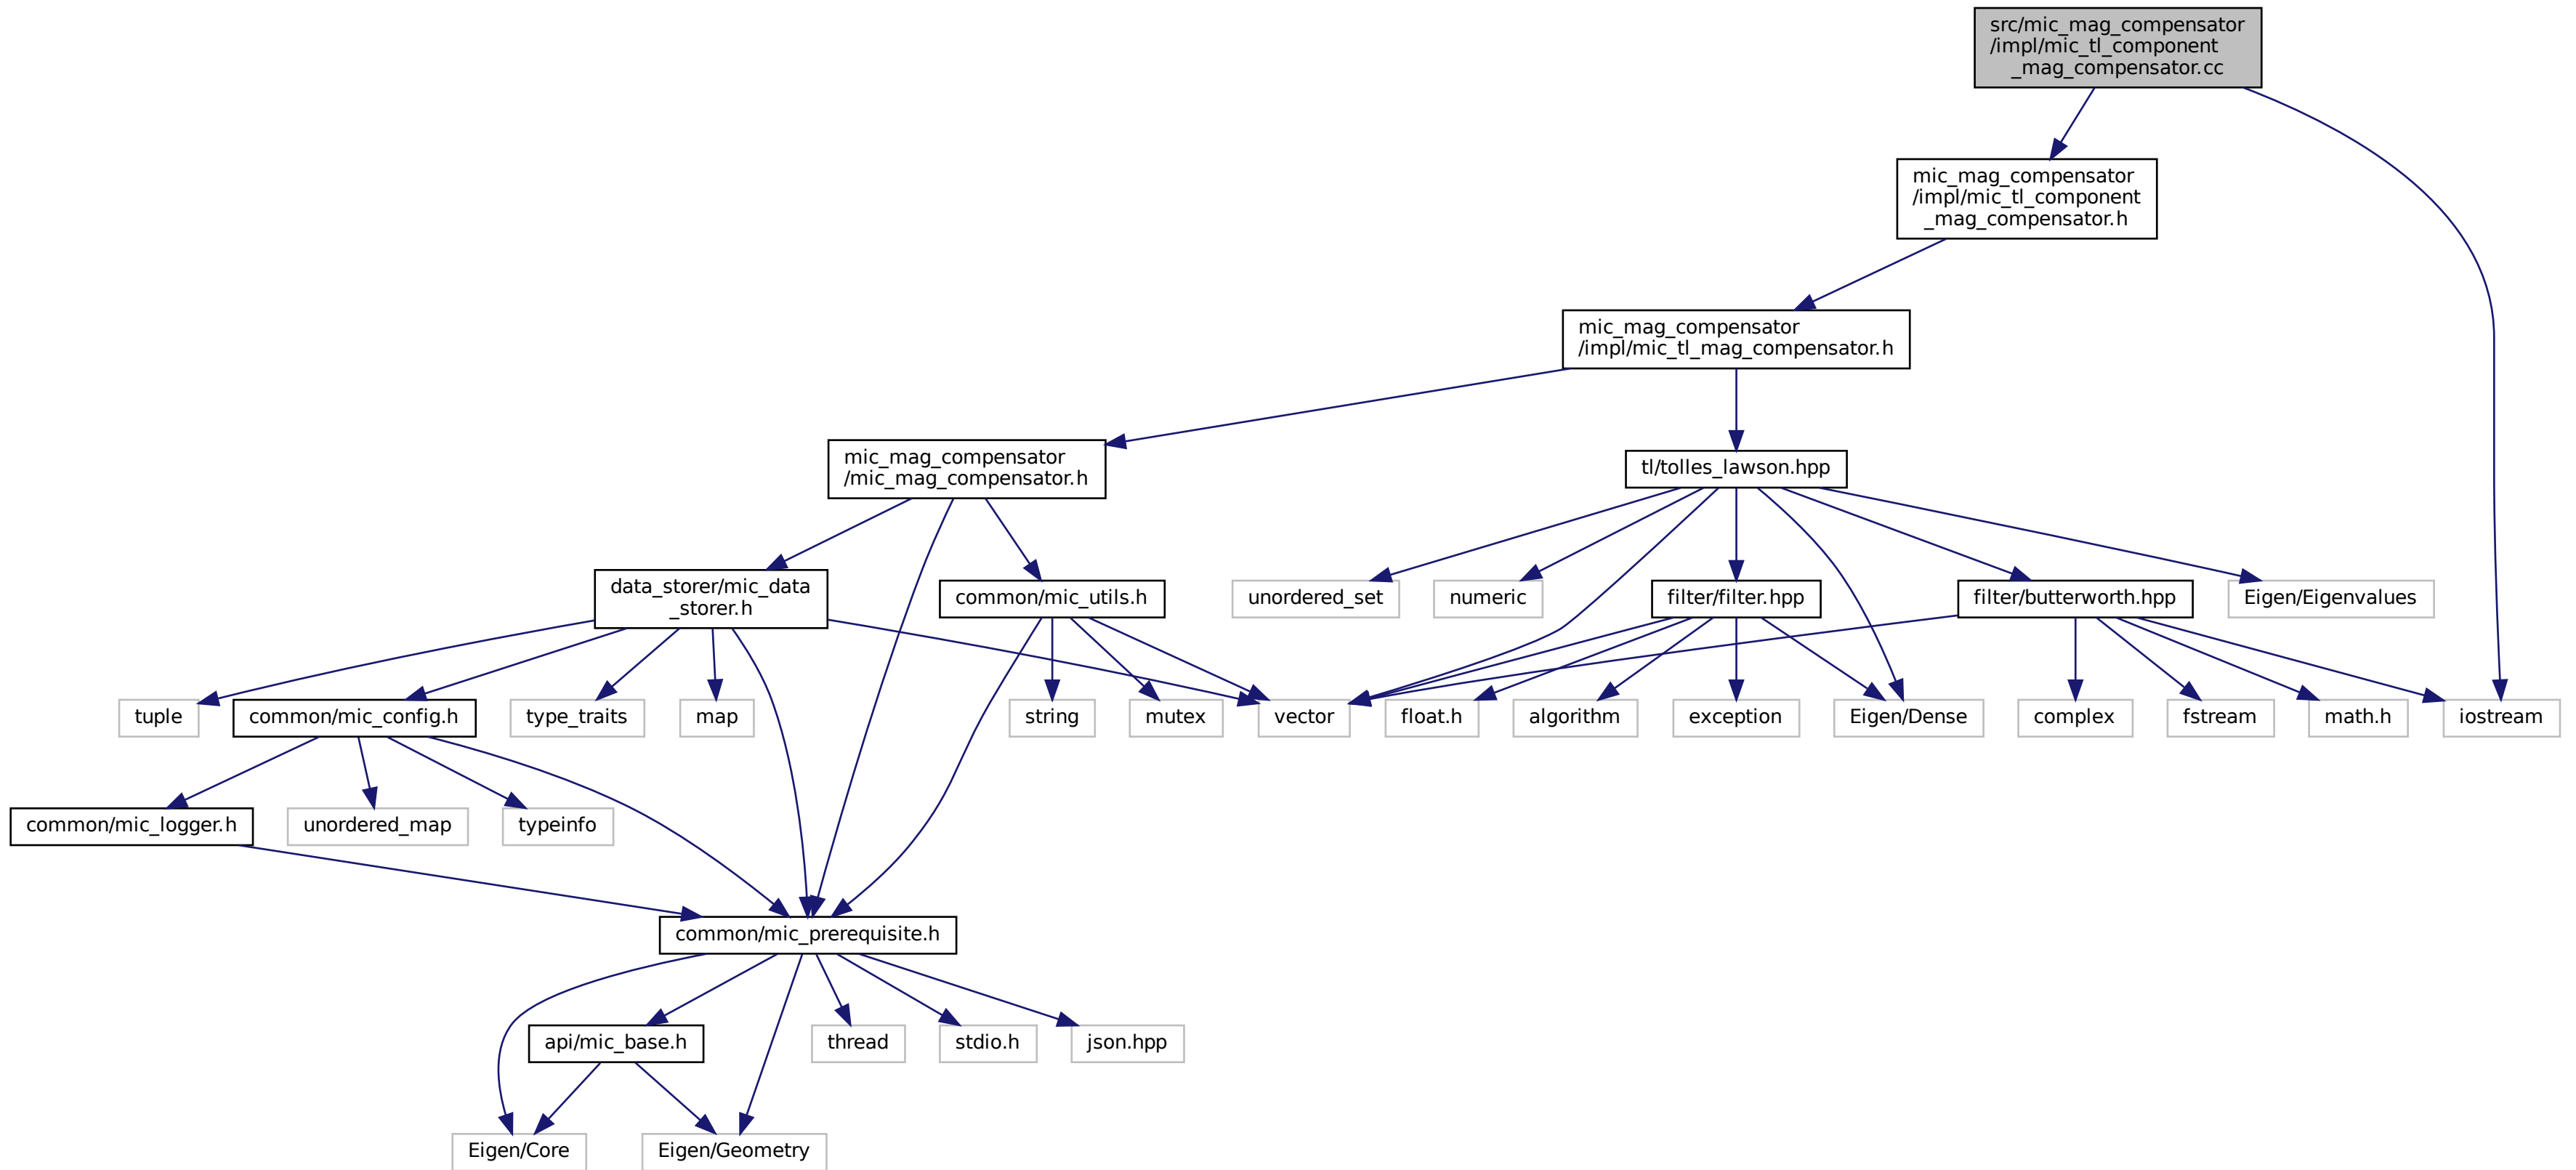 src/mic_mag_compensator
/impl/mic_tl_component
_mag_compensator.cc
mic_mag_compensator
/impl/mic_tl_component
_mag_compensator.h
mic_mag_compensator
/impl/mic_tl_mag_compensator.h
mic_mag_compensator
/mic_mag_compensator.h
tl/tolles_lawson.hpp
data_storer/mic_data
_storer.h
common/mic_utils.h
unordered_set
numeric
filter/filter.hpp
filter/butterworth.hpp
Eigen/Eigenvalues
tuple
common/mic_config.h
type_traits
map
string
mutex
vector
float.h
algorithm
exception
Eigen/Dense
complex
fstream
math.h
iostream
common/mic_logger.h
unordered_map
typeinfo
common/mic_prerequisite.h
api/mic_base.h
thread
stdio.h
json.hpp
Eigen/Core
Eigen/Geometry